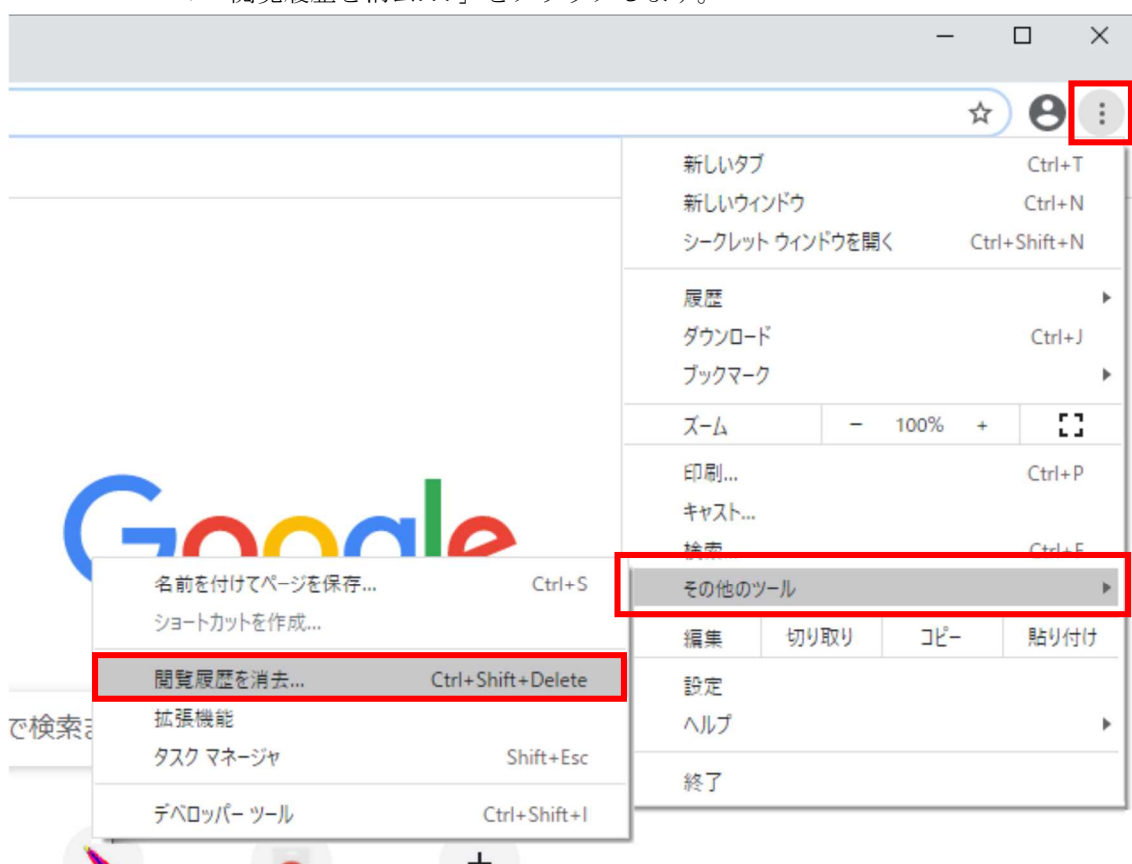 新しいタブ Ctrl+T
新しいウィンドウ Ctrl+N
シークレット ウィンドウを開く Ctrl+Shift+N
履歴
ダウンロード Ctrl+J
ブックマーク
ズーム － 100% +
印刷... Ctrl+P
キャスト...
検索... Ctrl+F
その他のツール
編集 切り取り コピー 貼り付け
設定
ヘルプ
終了
Google
名前を付けてページを保存... Ctrl+S
ショートカットを作成...
閲覧履歴を消去... Ctrl+Shift+Delete
拡張機能
タスク マネージャ Shift+Esc
デベロッパー ツール Ctrl+Shift+I
で検索